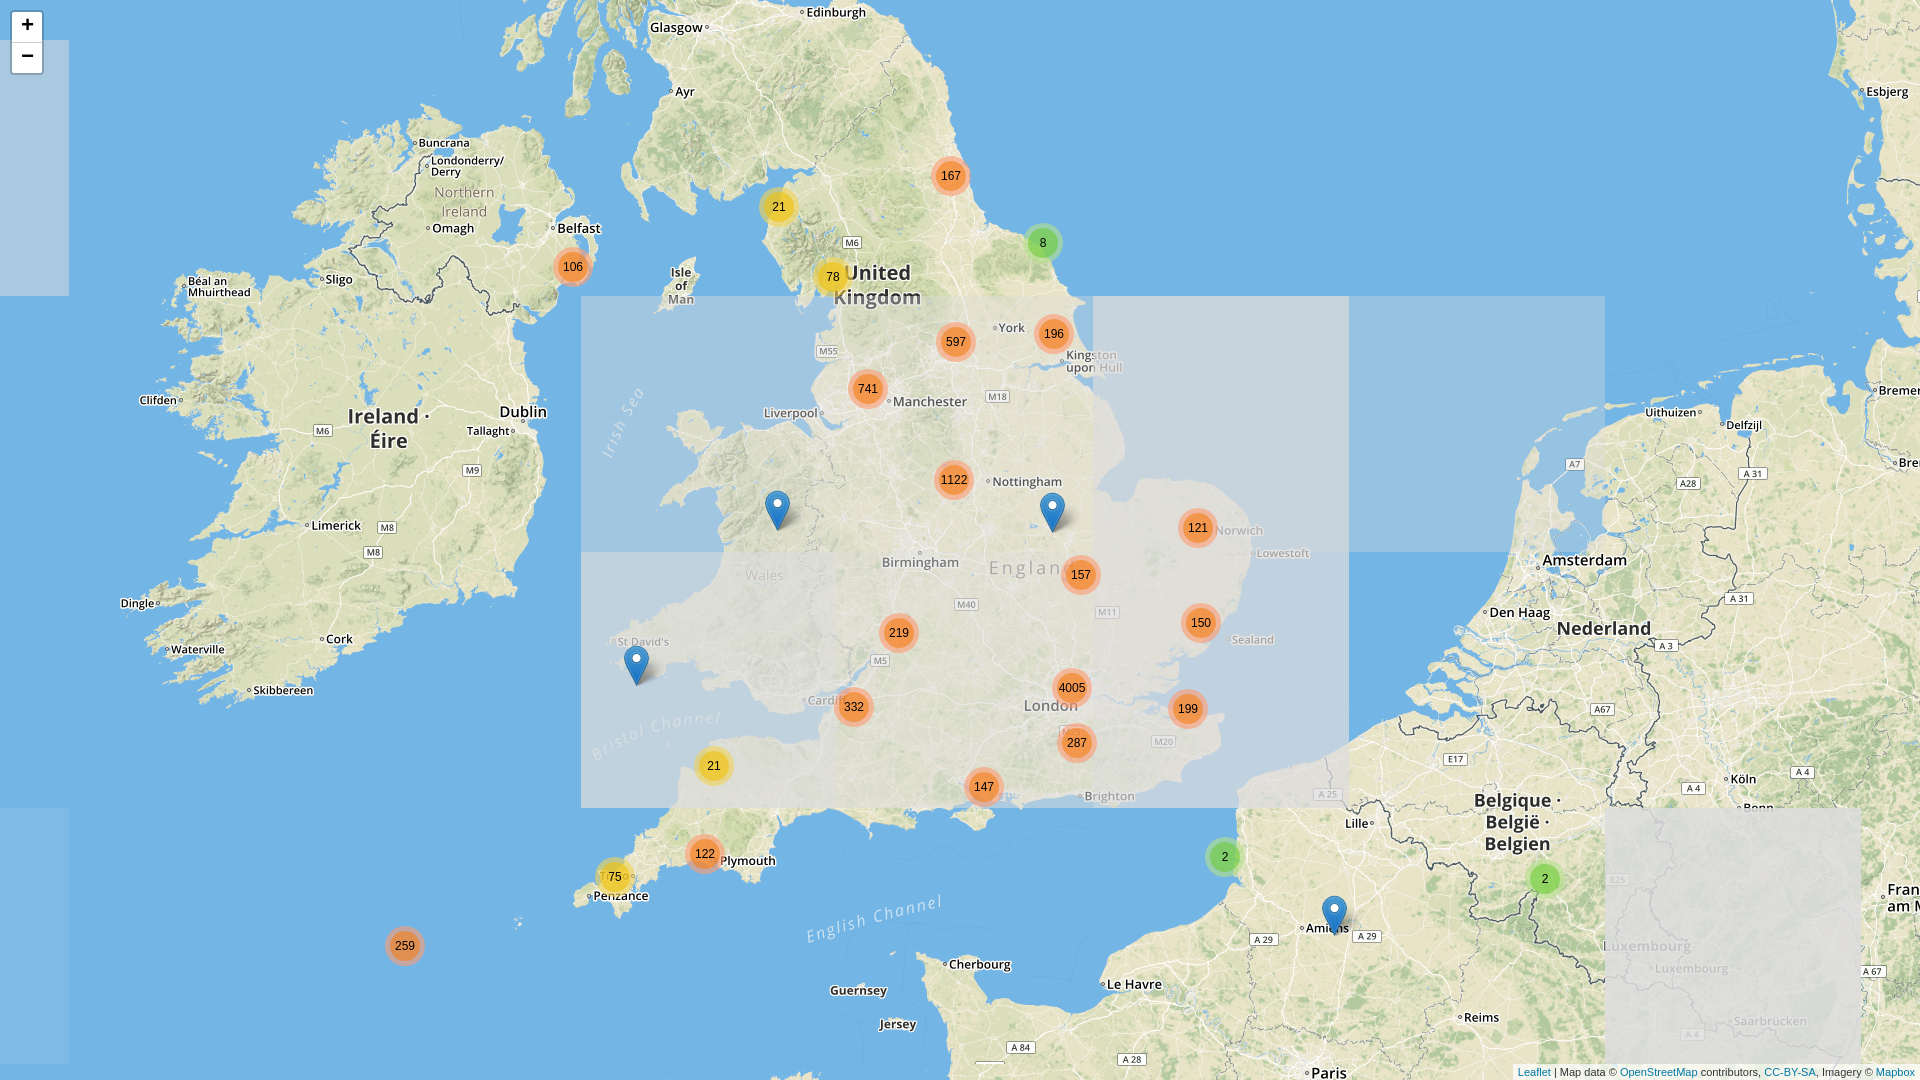 +
−
Edinburgh
Glasgow
Ayr
Esbjerg
Buncrana
Londonderry/
Derry
167
Northern
Ireland
21
Omagh
Belfast
M6
8
106
Isle
of
Man
78
United
Kingdom
Sligo
Béal an
Mhuirthead
York
196
597
M55
Kingston
upon Hull
741
M18
Manchester
Clifden
Ireland ·
Éire
Dublin
Liverpool
Uithuizen
Bremer
Delfzijl
M6
Tallaght
Irish Sea
M9
A7
A 31
Bre
1122
Nottingham
A28
Limerick
M8
121
Norwich
M8
Lowestoft
Birmingham
England
Amsterdam
Wales
157
Dingle
M40
M11
A 31
Den Haag
219
150
Nederland
Cork
St David's
Sealand
Waterville
M5
A 3
Skibbereen
4005
Cardiff
332
London
199
A67
Bristol Channel
287
M20
E17
21
147
Brighton
A 25
A 4
Köln
A 4
Belgique ·
België ·
Belgien
Bonn
Lille
122
Plymouth
2
75
Penzance
2
E25
Fran
am M
English Channel
Amiens
A 29
A 29
259
Luxembourg
Cherbourg
Luxembourg
A 67
Le Havre
Guernsey
Jersey
Reims
Saarbrücken
A 4
A 84
A 28
Paris
Leaflet | Map data © OpenStreetMap contributors, CC-BY-SA, Imagery © Mapbox